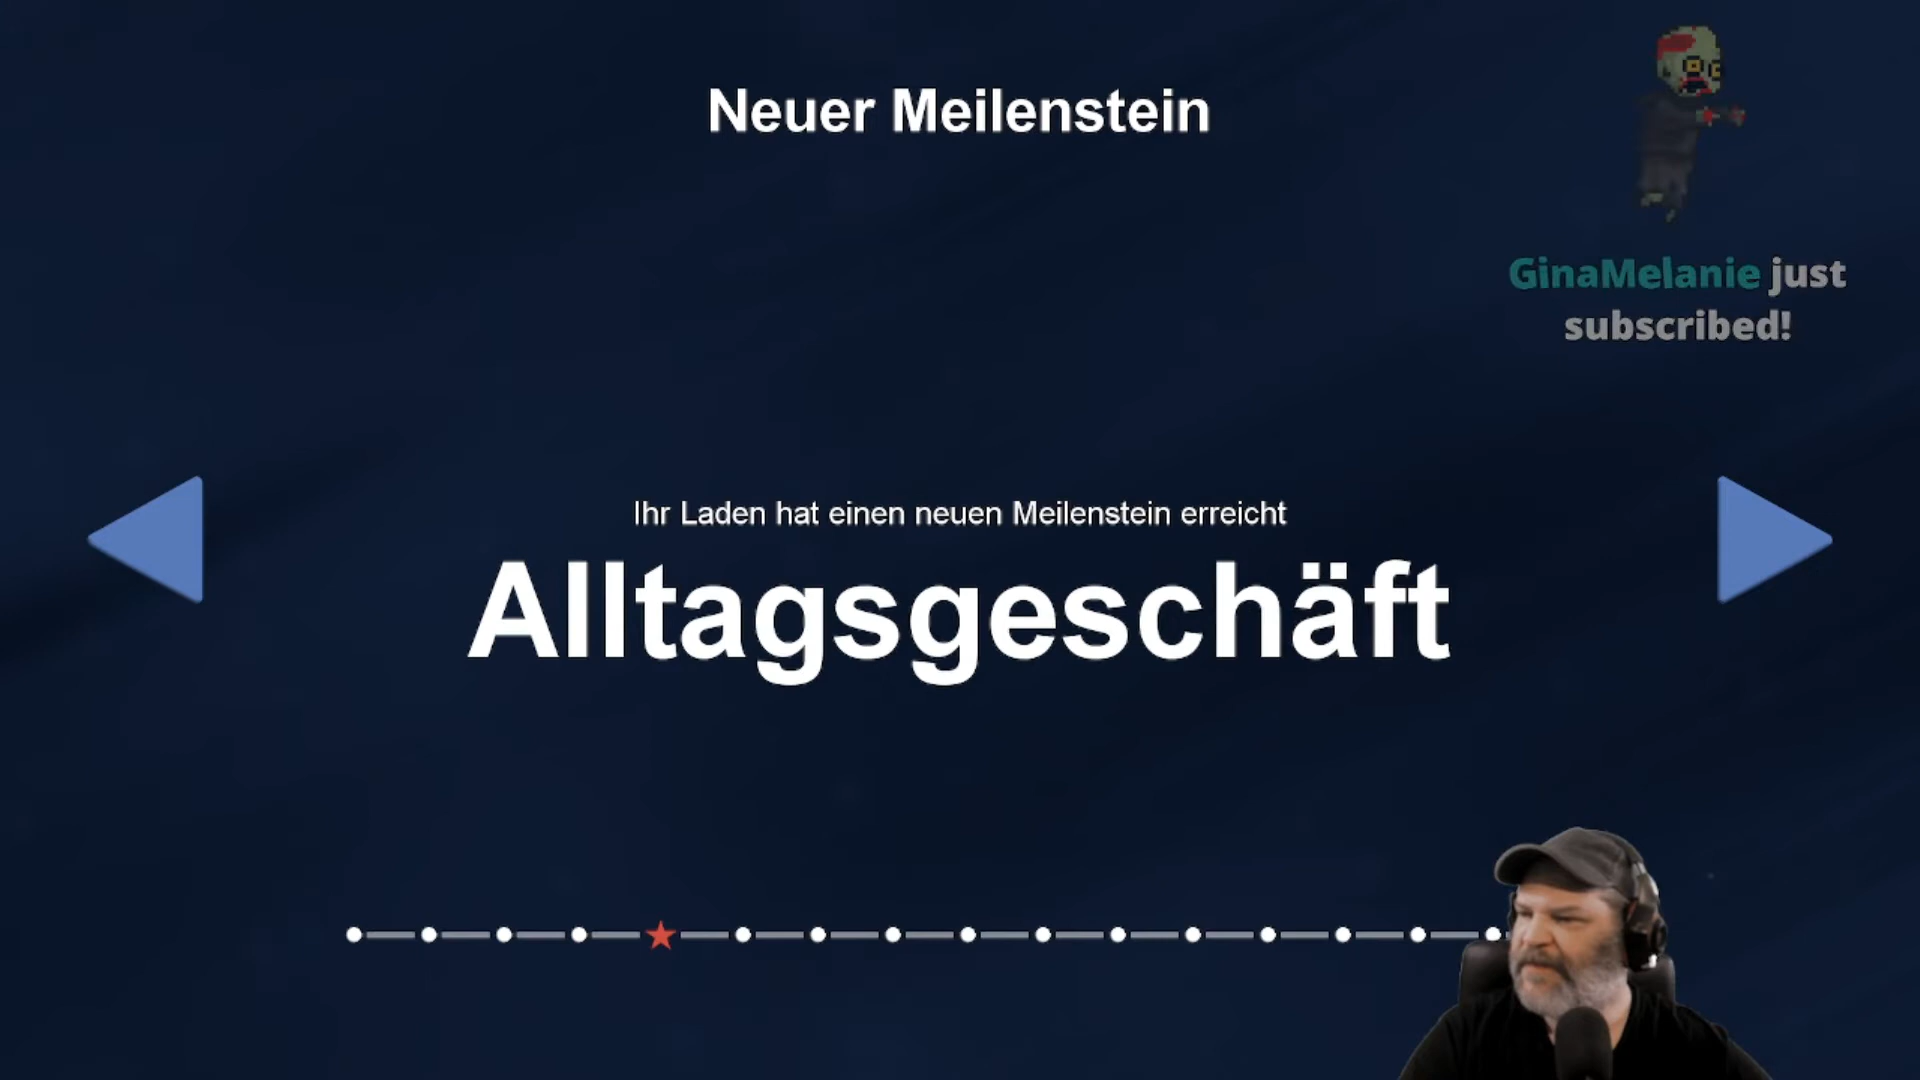 Neuer Meilenstein
GinaMelanie just
subscribed!
Ihr Laden hat einen neuen Meilenstein erreicht
Alltagsgeschäft